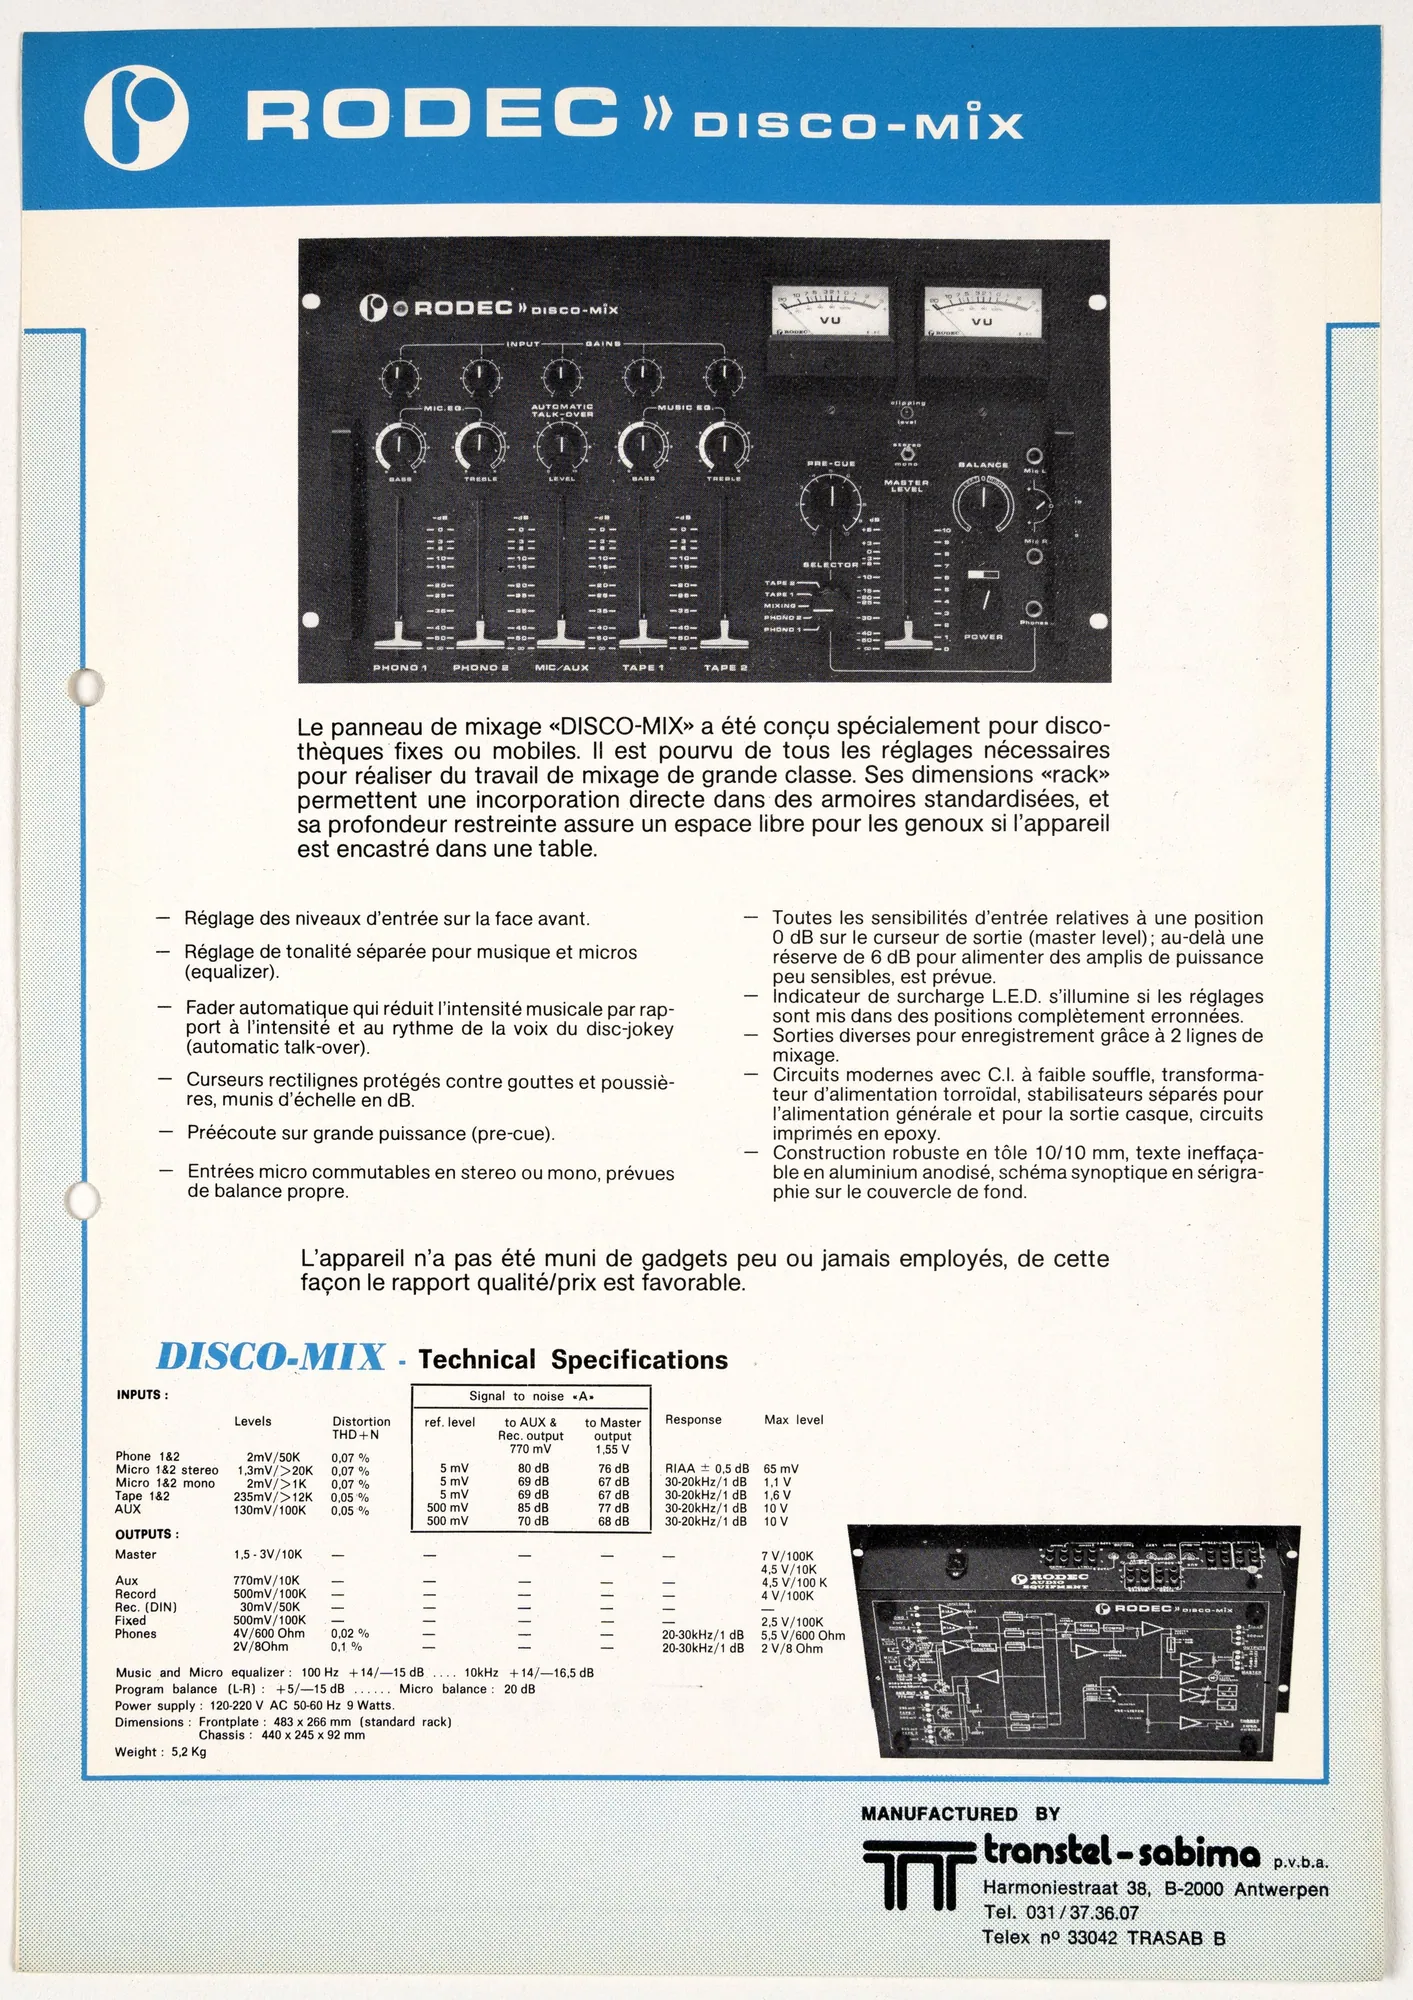 RODEC » DISCO-MIX
RODEC » DISCO-MIX
VU
VU
INPUT GAINS
MIC.EQ.
AUTOMATIC
TALK-OVER
MUSIC EQ.
BASS
TREBLE
LEVEL
BASS
TREBLE
clipping
level
stereo
mono
PRE-CUE
MASTER
LEVEL
BALANCE
Mic L
Mic R
Phones
SELECTOR
TAPE 2
TAPE 1
MIXING
PHONO 2
PHONO 1
POWER
PHONO 1
PHONO 2
MIC/AUX
TAPE 1
TAPE 2
Le panneau de mixage «DISCO-MIX» a été conçu spécialement pour disco-
thèques fixes ou mobiles. Il est pourvu de tous les réglages nécessaires
pour réaliser du travail de mixage de grande classe. Ses dimensions «rack»
permettent une incorporation directe dans des armoires standardisées, et
sa profondeur restreinte assure un espace libre pour les genoux si l'appareil
est encastré dans une table.
— Réglage des niveaux d'entrée sur la face avant.
— Réglage de tonalité séparée pour musique et micros
(equalizer).
— Fader automatique qui réduit l'intensité musicale par rap-
port à l'intensité et au rythme de la voix du disc-jokey
(automatic talk-over).
— Curseurs rectilignes protégés contre gouttes et poussiè-
res, munis d'échelle en dB.
— Préécoute sur grande puissance (pre-cue).
— Entrées micro commutables en stereo ou mono, prévues
de balance propre.
— Toutes les sensibilités d'entrée relatives à une position
0 dB sur le curseur de sortie (master level); au-delà une
réserve de 6 dB pour alimenter des amplis de puissance
peu sensibles, est prévue.
— Indicateur de surcharge L.E.D. s'illumine si les réglages
sont mis dans des positions complètement erronnées.
— Sorties diverses pour enregistrement grâce à 2 lignes de
mixage.
— Circuits modernes avec C.I. à faible souffle, transforma-
teur d'alimentation torroïdal, stabilisateurs séparés pour
l'alimentation générale et pour la sortie casque, circuits
imprimés en epoxy.
— Construction robuste en tôle 10/10 mm, texte ineffaça-
ble en aluminium anodisé, schéma synoptique en sérigra-
phie sur le couvercle de fond.
L'appareil n'a pas été muni de gadgets peu ou jamais employés, de cette
façon le rapport qualité/prix est favorable.
DISCO-MIX - Technical Specifications
INPUTS :
Signal to noise «A»
Levels Distortion ref. level to AUX & to Master Response Max level
THD+N Rec. output output
770 mV 1,55 V
Phone 1&2 2mV/50K 0,07 % 5 mV 80 dB 76 dB RIAA ± 0,5 dB 65 mV
Micro 1&2 stereo 1,3mV/>20K 0,07 % 5 mV 69 dB 67 dB 30-20kHz/1 dB 1,1 V
Micro 1&2 mono 2mV/>1K 0,07 % 5 mV 69 dB 67 dB 30-20kHz/1 dB 1,6 V
Tape 1&2 235mV/>12K 0,05 % 500 mV 85 dB 77 dB 30-20kHz/1 dB 10 V
AUX 130mV/100K 0,05 % 500 mV 70 dB 68 dB 30-20kHz/1 dB 10 V
OUTPUTS :
Master 1,5 - 3V/10K — — — — — 7 V/100K
4,5 V/10K
Aux 770mV/10K — — — — — 4,5 V/100 K
Record 500mV/100K — — — — — 4 V/100K
Rec. (DIN) 30mV/50K — — — — — —
Fixed 500mV/100K — — — — — 2,5 V/100K
Phones 4V/600 Ohm 0,02 % — — — 20-30kHz/1 dB 5,5 V/600 Ohm
2V/8Ohm 0,1 % — — — 20-30kHz/1 dB 2 V/8 Ohm
Music and Micro equalizer : 100 Hz +14/—15 dB .... 10kHz +14/—16,5 dB
Program balance (L-R) : +5/—15 dB ...... Micro balance : 20 dB
Power supply : 120-220 V AC 50-60 Hz 9 Watts.
Dimensions : Frontplate : 483 x 266 mm (standard rack)
Chassis : 440 x 245 x 92 mm
Weight : 5,2 Kg
RODEC
AUDIO
EQUIPMENT
RODEC » DISCO-MIX
MANUFACTURED BY
transtel-sabima p.v.b.a.
Harmoniestraat 38, B-2000 Antwerpen
Tel. 031/37.36.07
Telex nº 33042 TRASAB B